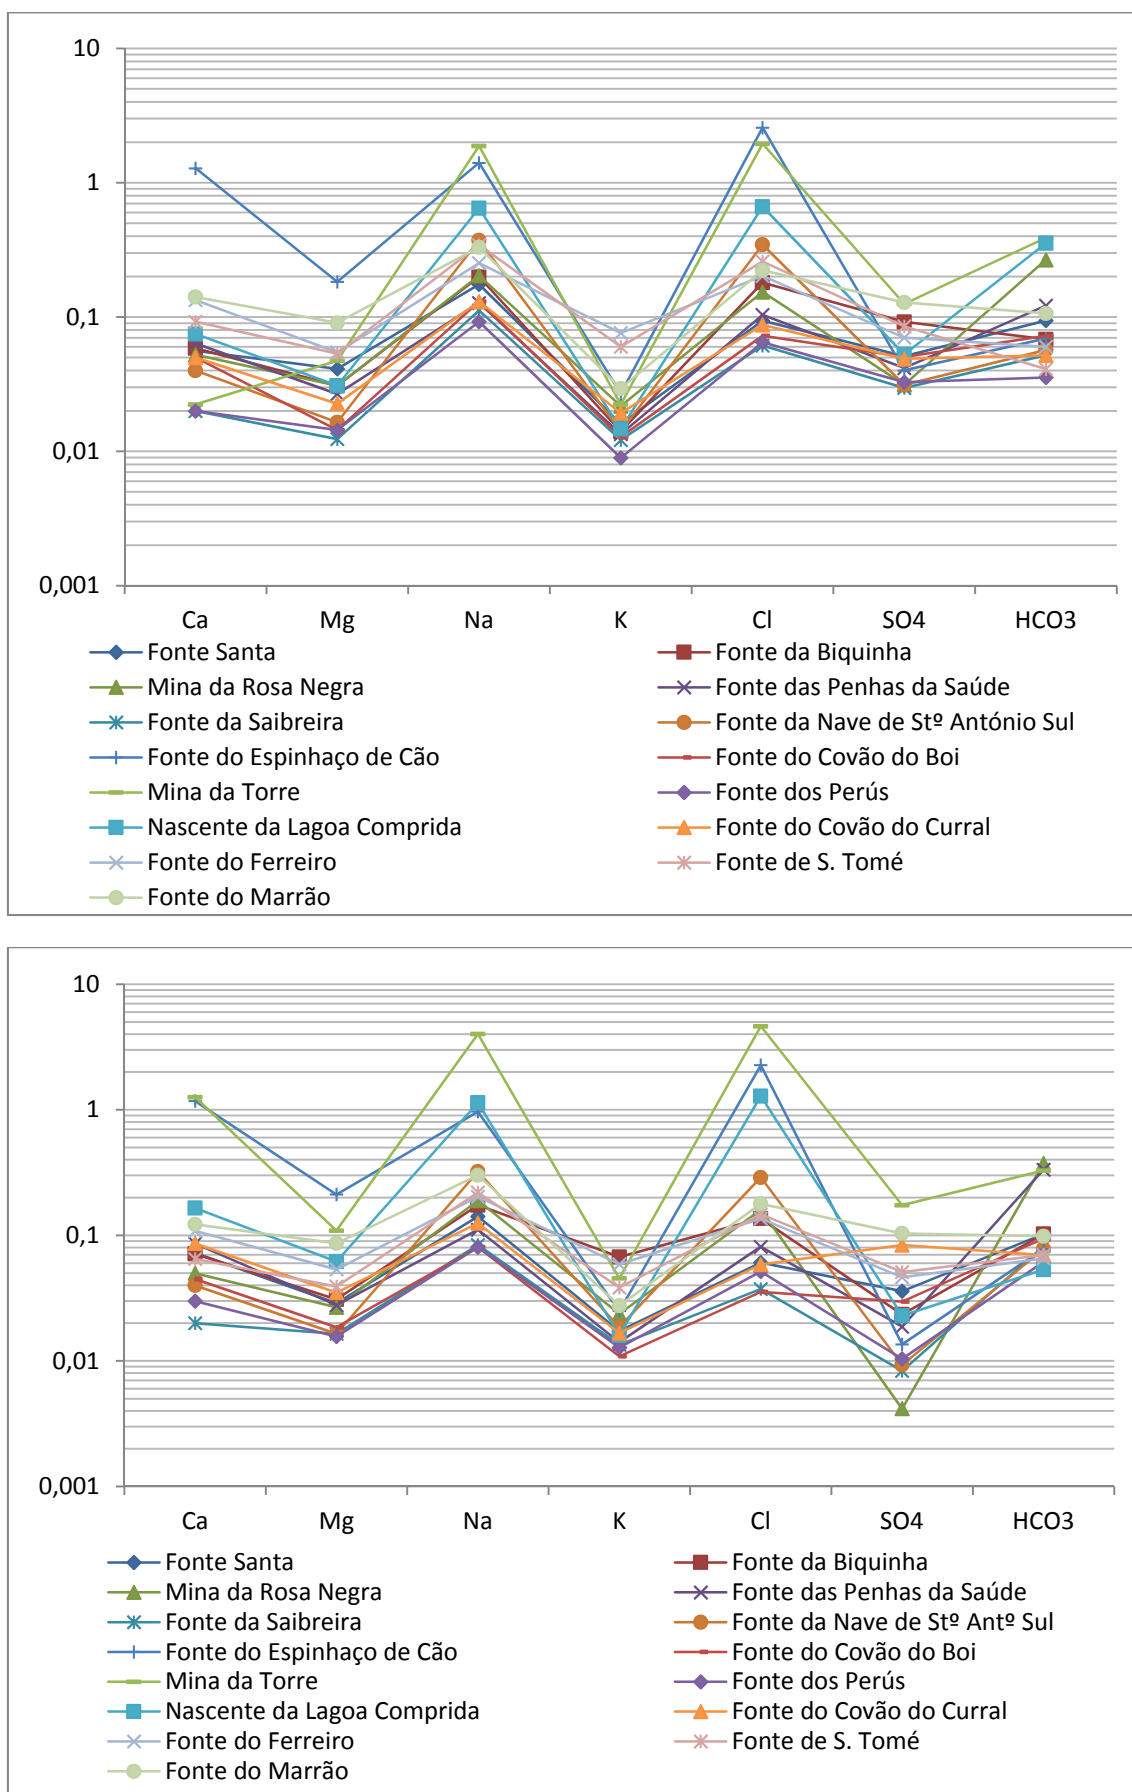 10
1
0,1
0,01
0,001
Ca Mg Na K Cl SO4 HCO3
Fonte Santa Fonte da Biquinha
Mina da Rosa Negra Fonte das Penhas da Saúde
Fonte da Saibreira Fonte da Nave de Stº António Sul
Fonte do Espinhaço de Cão Fonte do Covão do Boi
Mina da Torre Fonte dos Perús
Nascente da Lagoa Comprida Fonte do Covão do Curral
Fonte do Ferreiro Fonte de S. Tomé
Fonte do Marrão
10
1
0,1
0,01
0,001
Ca Mg Na K Cl SO4 HCO3
Fonte Santa Fonte da Biquinha
Mina da Rosa Negra Fonte das Penhas da Saúde
Fonte da Saibreira Fonte da Nave de Stº Antº Sul
Fonte do Espinhaço de Cão Fonte do Covão do Boi
Mina da Torre Fonte dos Perús
Nascente da Lagoa Comprida Fonte do Covão do Curral
Fonte do Ferreiro Fonte de S. Tomé
Fonte do Marrão